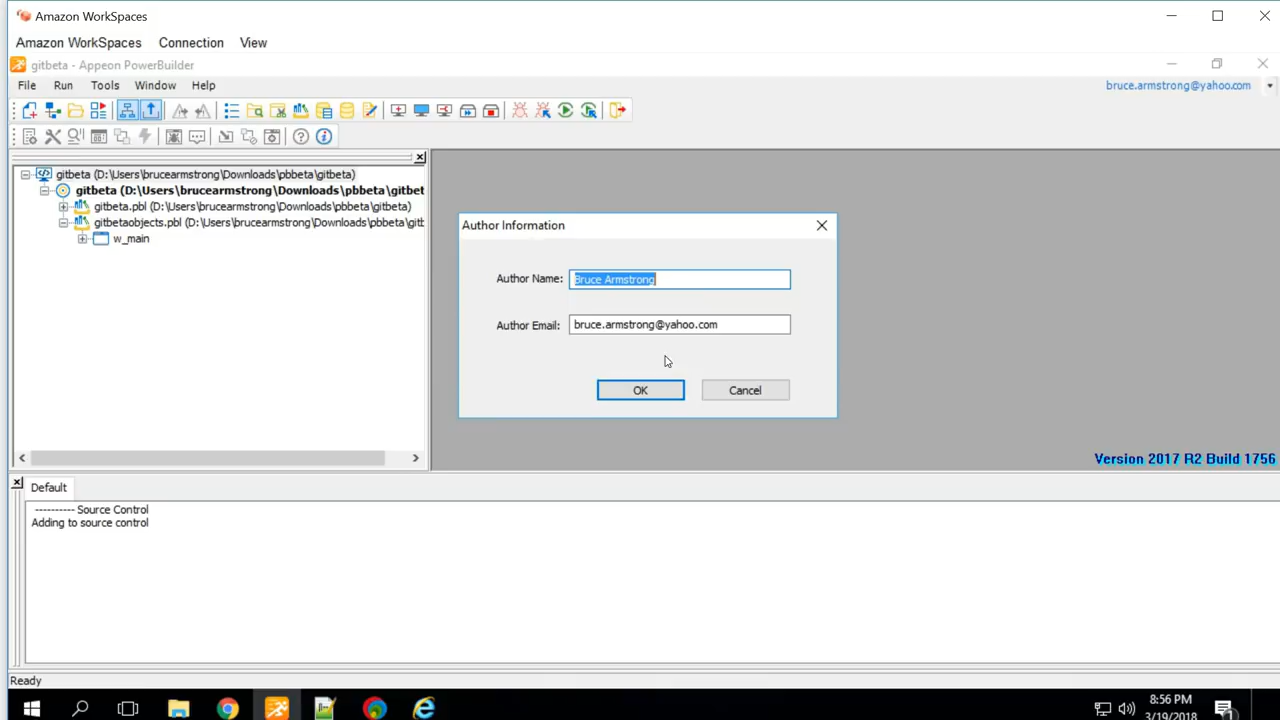 Amazon WorkSpaces
Amazon WorkSpaces Connection View
gitbeta - Appeon PowerBuilder
File Run Tools Window Help bruce.armstrong@yahoo.com
gitbeta (D:\Users\brucearmstrong\Downloads\pbbeta\gitbeta)
gitbeta (D:\Users\brucearmstrong\Downloads\pbbeta\gitbet
gitbeta.pbl (D:\Users\brucearmstrong\Downloads\pbbeta\gitbeta)
gitbetaobjects.pbl (D:\Users\brucearmstrong\Downloads\pbbeta\gitb
w_main
Author Information
Author Name: Bruce Armstrong
Author Email: bruce.armstrong@yahoo.com
OK Cancel
Version 2017 R2 Build 1756
Default
---------- Source Control
Adding to source control
Ready
8:56 PM
3/19/2018